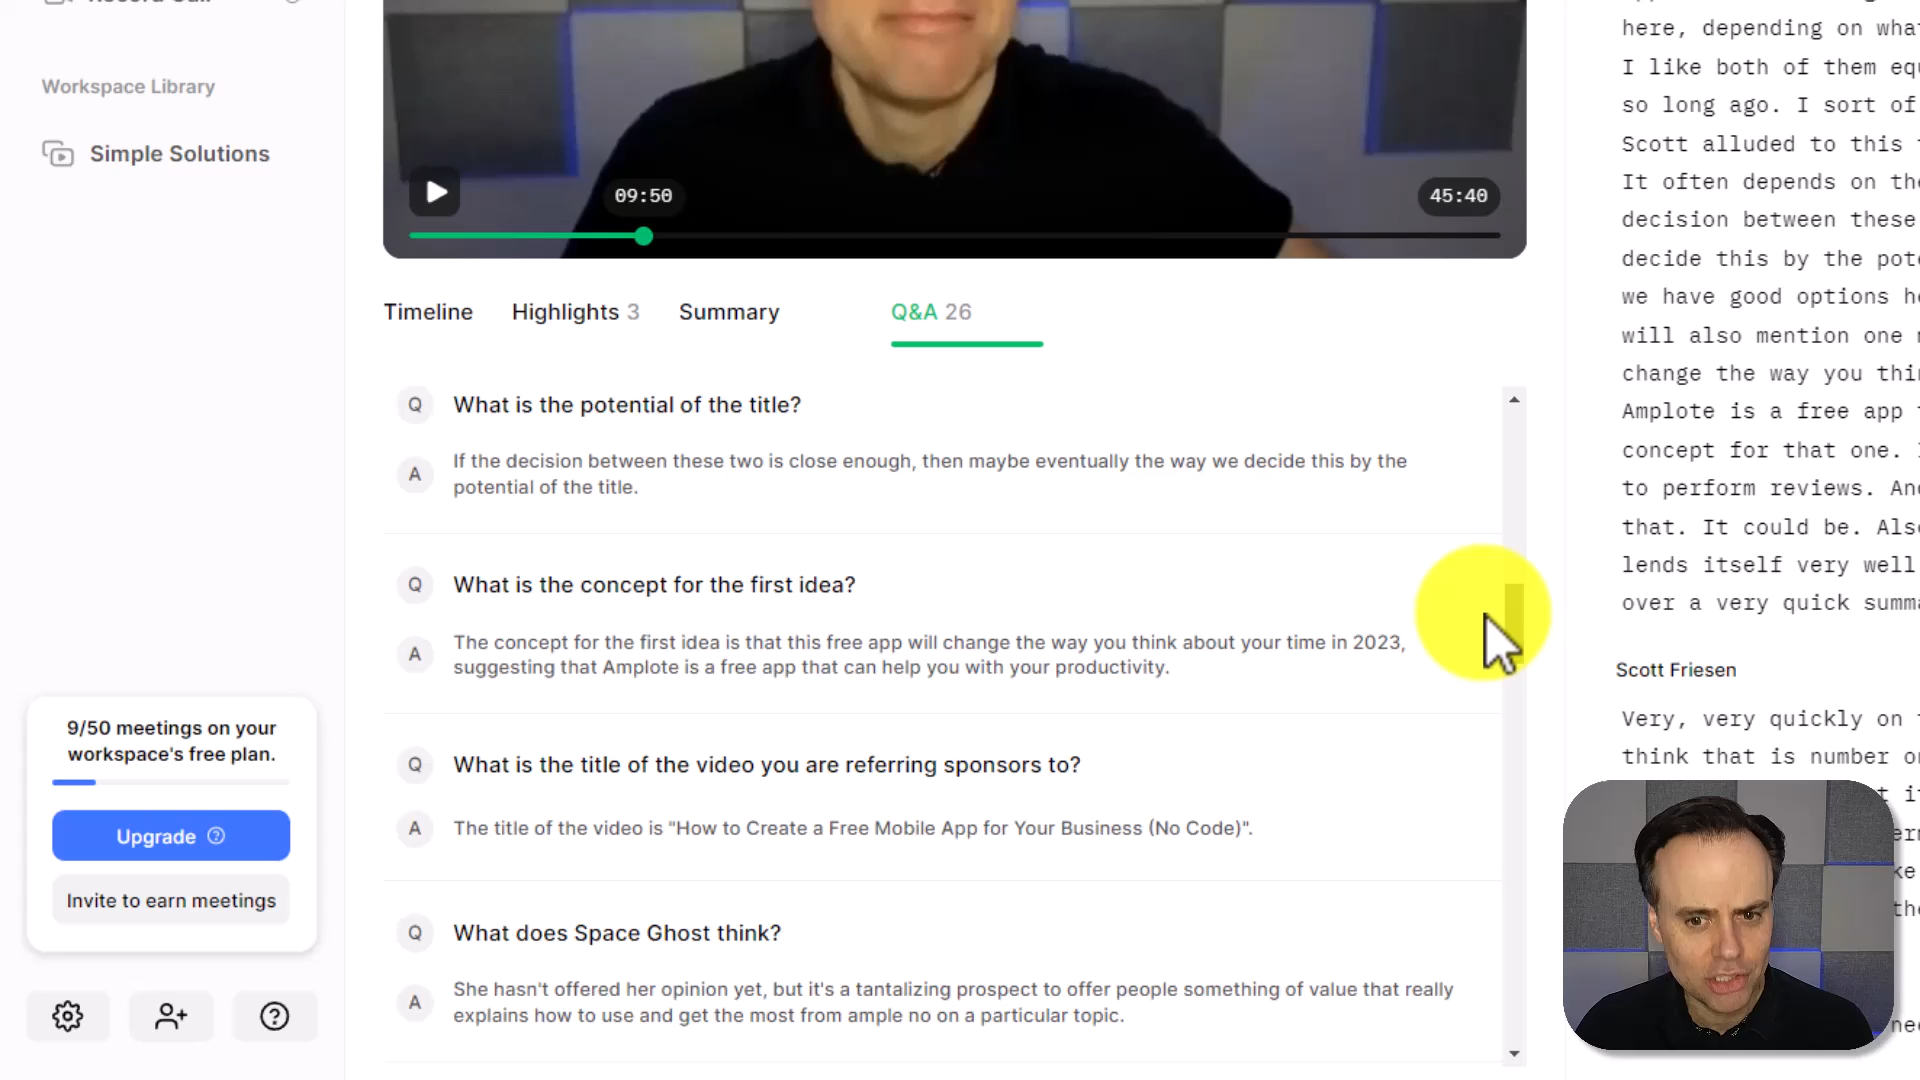 Record Call
Workspace Library
Simple Solutions
09:50
45:40
Timeline
Highlights 3
Summary
Q&A 26
Q
What is the potential of the title?
A
If the decision between these two is close enough, then maybe eventually the way we decide this by the
potential of the title.
Q
What is the concept for the first idea?
A
The concept for the first idea is that this free app will change the way you think about your time in 2023,
suggesting that Amplote is a free app that can help you with your productivity.
Q
What is the title of the video you are referring sponsors to?
A
The title of the video is "How to Create a Free Mobile App for Your Business (No Code)".
Q
What does Space Ghost think?
A
She hasn't offered her opinion yet, but it's a tantalizing prospect to offer people something of value that really
explains how to use and get the most from ample no on a particular topic.
9/50 meetings on your
workspace's free plan.
Upgrade
Invite to earn meetings
here, depending on
I like both of them
so long ago. I sort of
Scott alluded to this
It often depends on
decision between these
decide this by the
we have good options
will also mention one
change the way you
Amplote is a free app
concept for that one.
to perform reviews.
that. It could be.
lends itself very well
over a very quick
Scott Friesen
Very, very quickly on
think that is number